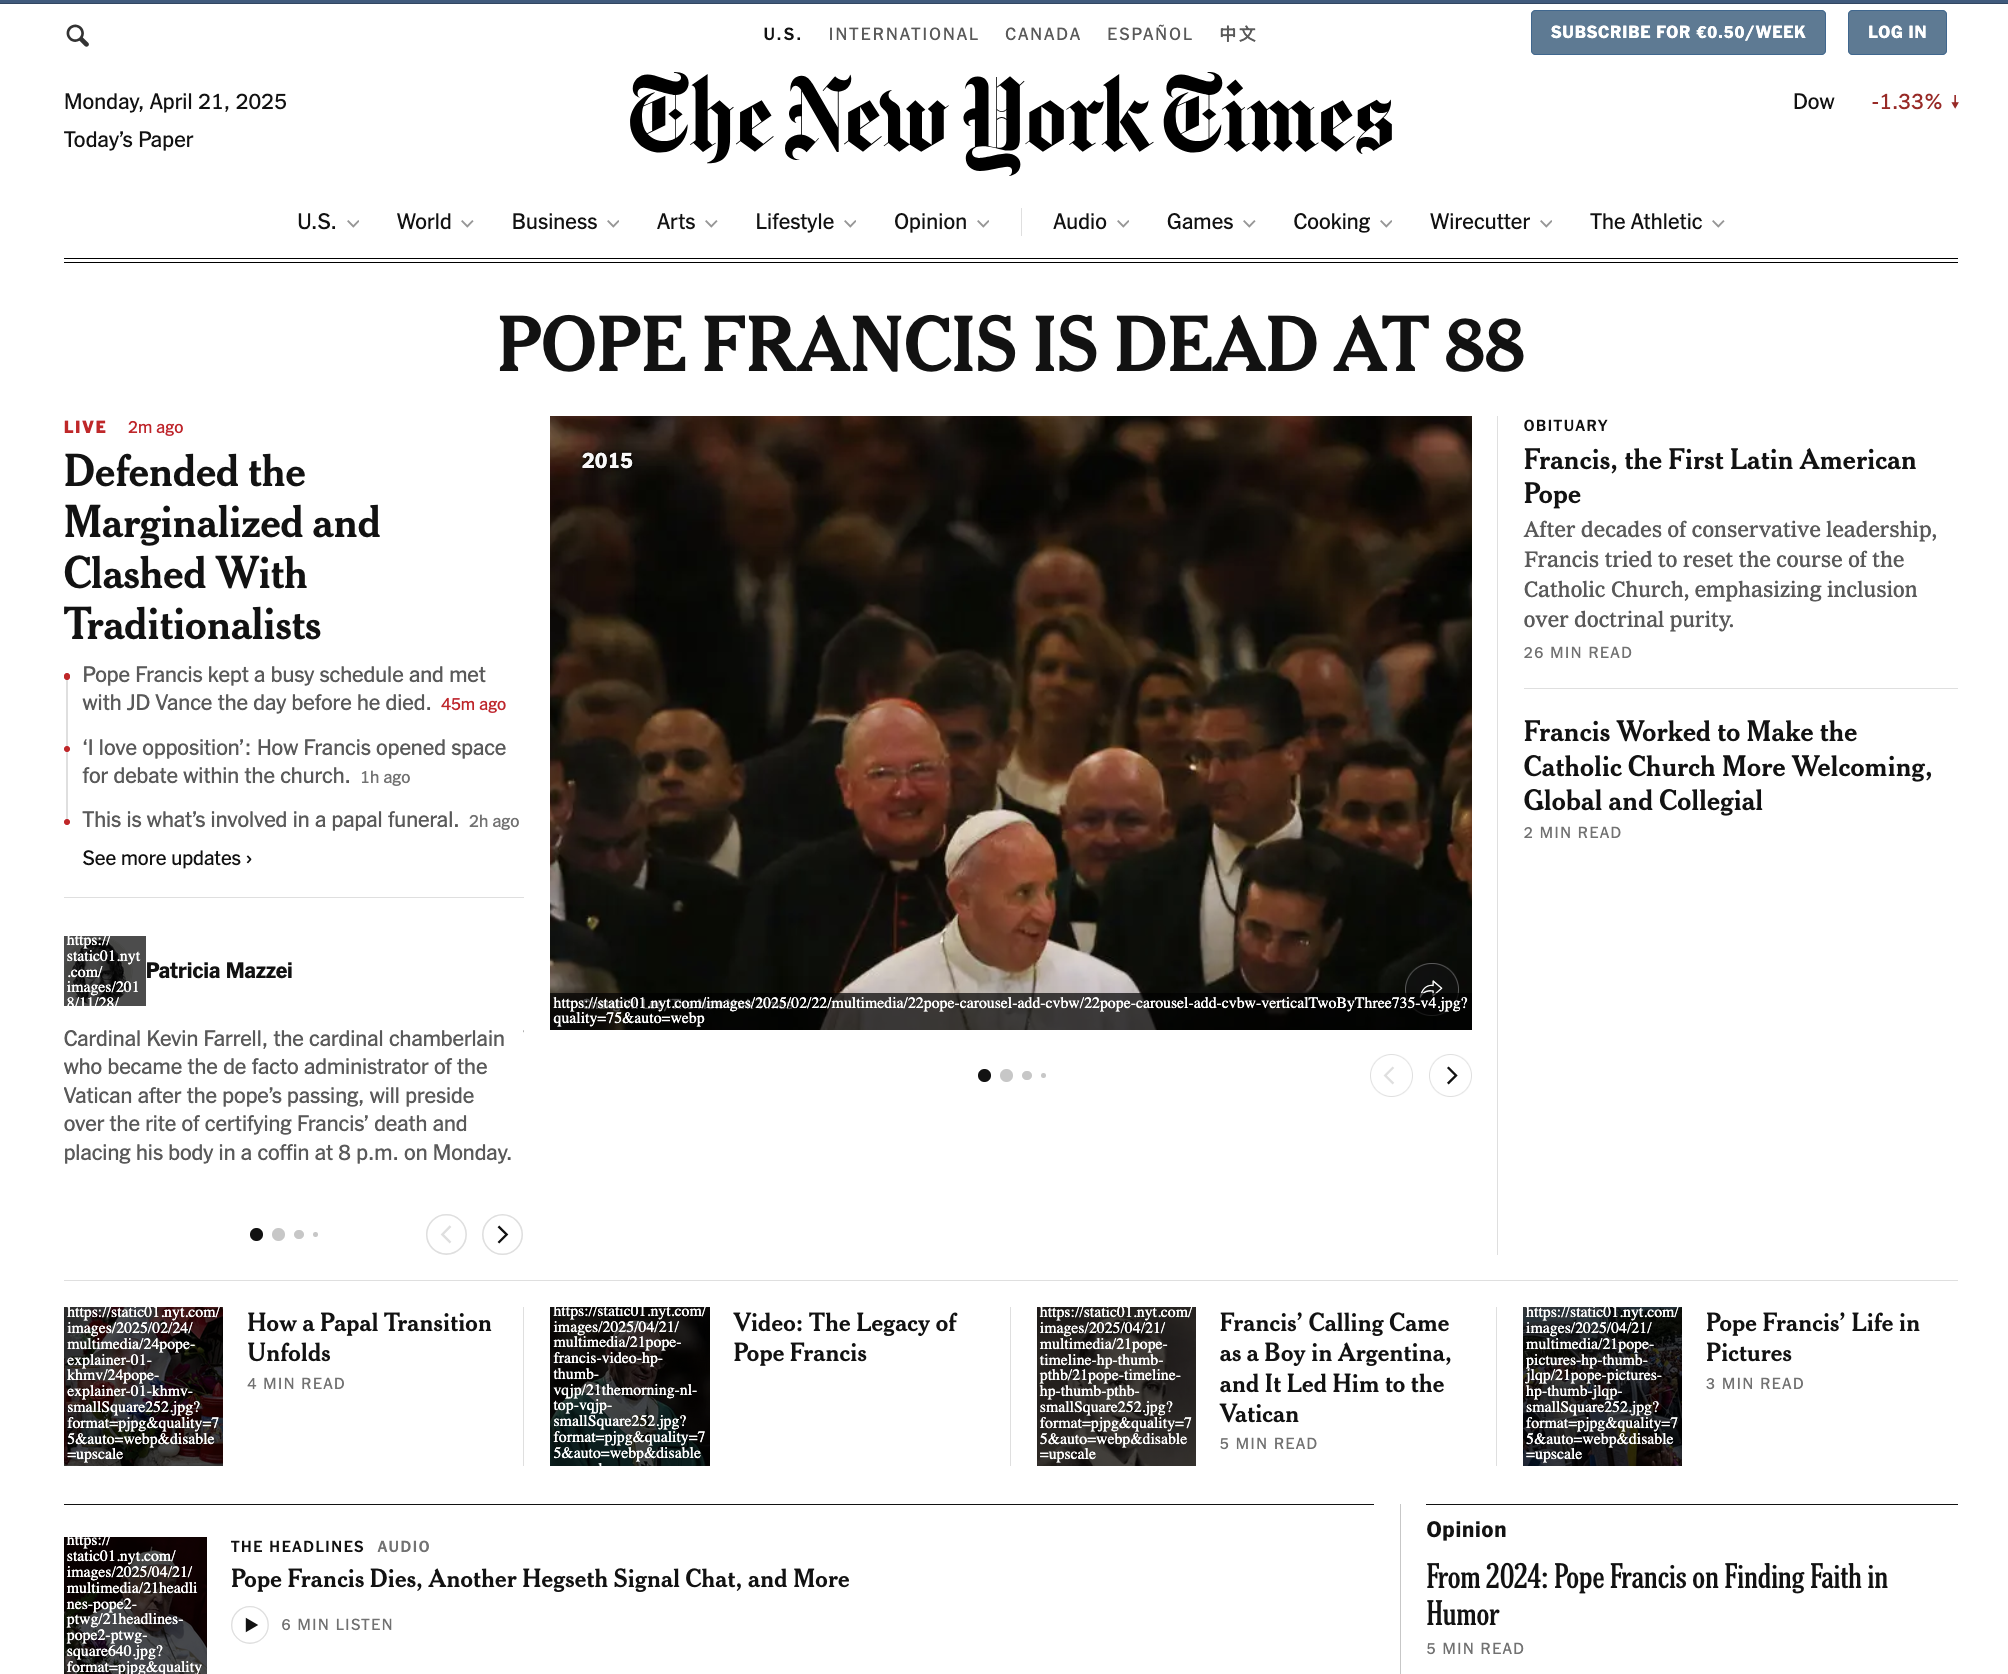 U.S. INTERNATIONAL CANADA ESPAÑOL 中文
SUBSCRIBE FOR €0.50/WEEK
LOG IN
Monday, April 21, 2025
Today's Paper
The New York Times
Dow -1.33% ↓
U.S. World Business Arts Lifestyle Opinion Audio Games Cooking Wirecutter The Athletic
POPE FRANCIS IS DEAD AT 88
LIVE 2m ago
Defended the
Marginalized and
Clashed With
Traditionalists
Pope Francis kept a busy schedule and met
with JD Vance the day before he died. 45m ago
‘I love opposition’: How Francis opened space
for debate within the church. 1h ago
This is what's involved in a papal funeral. 2h ago
See more updates ›
https://
static01.nyt
.com/
images/201
8/11/28/
Patricia Mazzei
Cardinal Kevin Farrell, the cardinal chamberlain
who became the de facto administrator of the
Vatican after the pope's passing, will preside
over the rite of certifying Francis’ death and
placing his body in a coffin at 8 p.m. on Monday.
2015
https://static01.nyt.com/images/2025/02/22/multimedia/22pope-carousel-add-cvbw/22pope-carousel-add-cvbw-verticalTwoByThree735-v4.jpg?
quality=75&auto=webp
OBITUARY
Francis, the First Latin American
Pope
After decades of conservative leadership,
Francis tried to reset the course of the
Catholic Church, emphasizing inclusion
over doctrinal purity.
26 MIN READ
Francis Worked to Make the
Catholic Church More Welcoming,
Global and Collegial
2 MIN READ
https://static01.nyt.com/
images/2025/02/24/
multimedia/24pope-
explainer-01-
khmv/24pope-
explainer-01-khmv-
smallSquare252.jpg?
format=pjpg&quality=7
5&auto=webp&disable
=upscale
How a Papal Transition
Unfolds
4 MIN READ
https://static01.nyt.com/
images/2025/04/21/
multimedia/21pope-
francis-video-hp-
thumb-
vqjp/21themorning-nl-
top-vqjp-
smallSquare252.jpg?
format=pjpg&quality=7
5&auto=webp&disable
Video: The Legacy of
Pope Francis
https://static01.nyt.com/
images/2025/04/21/
multimedia/21pope-
timeline-hp-thumb-
pthb/21pope-timeline-
hp-thumb-pthb-
smallSquare252.jpg?
format=pjpg&quality=7
5&auto=webp&disable
=upscale
Francis’ Calling Came
as a Boy in Argentina,
and It Led Him to the
Vatican
5 MIN READ
https://static01.nyt.com/
images/2025/04/21/
multimedia/21pope-
pictures-hp-thumb-
jlqp/21pope-pictures-
hp-thumb-jlqp-
smallSquare252.jpg?
format=pjpg&quality=7
5&auto=webp&disable
=upscale
Pope Francis’ Life in
Pictures
3 MIN READ
https://
static01.nyt.com/
images/2025/04/21/
multimedia/21headli
nes-pope2-
ptwg/21headlines-
pope2-ptwg-
square640.jpg?
format=pjpg&quality
THE HEADLINES AUDIO
Pope Francis Dies, Another Hegseth Signal Chat, and More
6 MIN LISTEN
Opinion
From 2024: Pope Francis on Finding Faith in
Humor
5 MIN READ